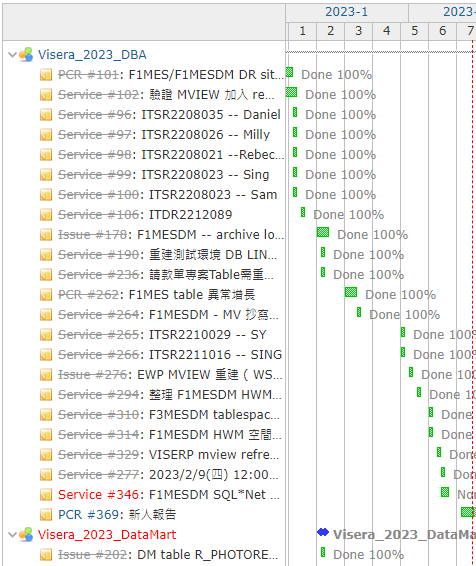 2023-1 2023-
1 2 3 4 5 6 7
Visera_2023_DBA
PCR #101: F1MES/F1MESDM DR sit... Done 100%
Service #102: 驗證 MVIEW 加入 re... Done 100%
Service #96: ITSR2208035 -- Daniel Done 100%
Service #97: ITSR2208026 -- Milly Done 100%
Service #98: ITSR2208021 --Rebec... Done 100%
Service #99: ITSR2208023 -- Sing Done 100%
Service #100: ITSR2208023 -- Sam Done 100%
Service #106: ITDR2212089 Done 100%
Issue #178: F1MESDM -- archive lo... Done 100%
Service #190: 重建測試環境 DB LIN... Done 100%
Service #236: 請款單專案Table需重... Done 100%
PCR #262: F1MES table 異常增長 Done 100%
Service #264: F1MESDM - MV 抄寫... Done 100%
Service #265: ITSR2210029 -- SY Done 100
Service #266: ITSR2211016 -- SING Done 100
Issue #276: EWP MVIEW 重建 ( WS... Done 10
Service #294: 整理 F1MESDM HWM... Done 1
Service #310: F3MESDM tablespac... Done
Service #314: F1MESDM HWM 空間... Done
Service #329: VISERP mview refre... Done
Service #277: 2023/2/9(四) 12:00... Done
Service #346: F1MESDM SQL*Net ...
PCR #369: 新人報告
Visera_2023_DataMart Visera_2023_DataMa
Issue #202: DM table R_PHOTORE... Done 100%